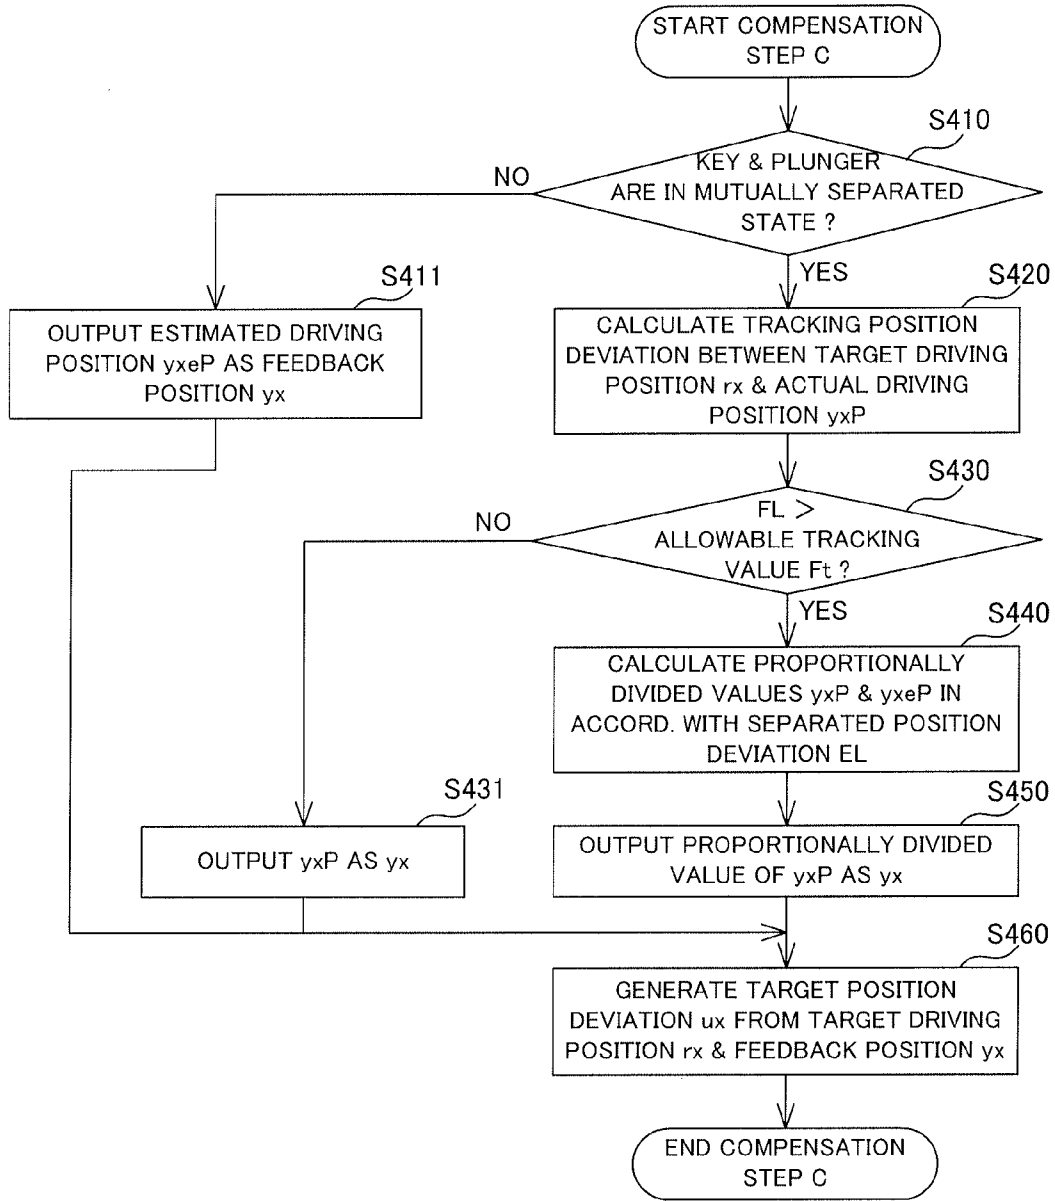 START COMPENSATION
STEP C
S410
KEY & PLUNGER
ARE IN MUTUALLY SEPARATED
STATE ?
NO
YES
S411
OUTPUT ESTIMATED DRIVING
POSITION yxeP AS FEEDBACK
POSITION yx
S420
CALCULATE TRACKING POSITION
DEVIATION BETWEEN TARGET DRIVING
POSITION rx & ACTUAL DRIVING
POSITION yxP
S430
FL >
ALLOWABLE TRACKING
VALUE Ft ?
NO
YES
S440
CALCULATE PROPORTIONALLY
DIVIDED VALUES yxP & yxeP IN
ACCORD. WITH SEPARATED POSITION
DEVIATION EL
S431
OUTPUT yxP AS yx
S450
OUTPUT PROPORTIONALLY DIVIDED
VALUE OF yxP AS yx
S460
GENERATE TARGET POSITION
DEVIATION ux FROM TARGET DRIVING
POSITION rx & FEEDBACK POSITION yx
END COMPENSATION
STEP C